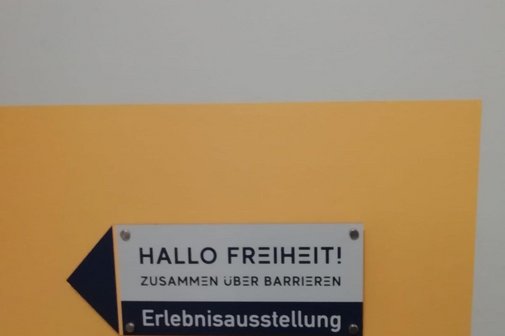 HALLO FREIHEIT!
ZUSAMMEN ÜBER BARRIEREN
Erlebnisausstellung